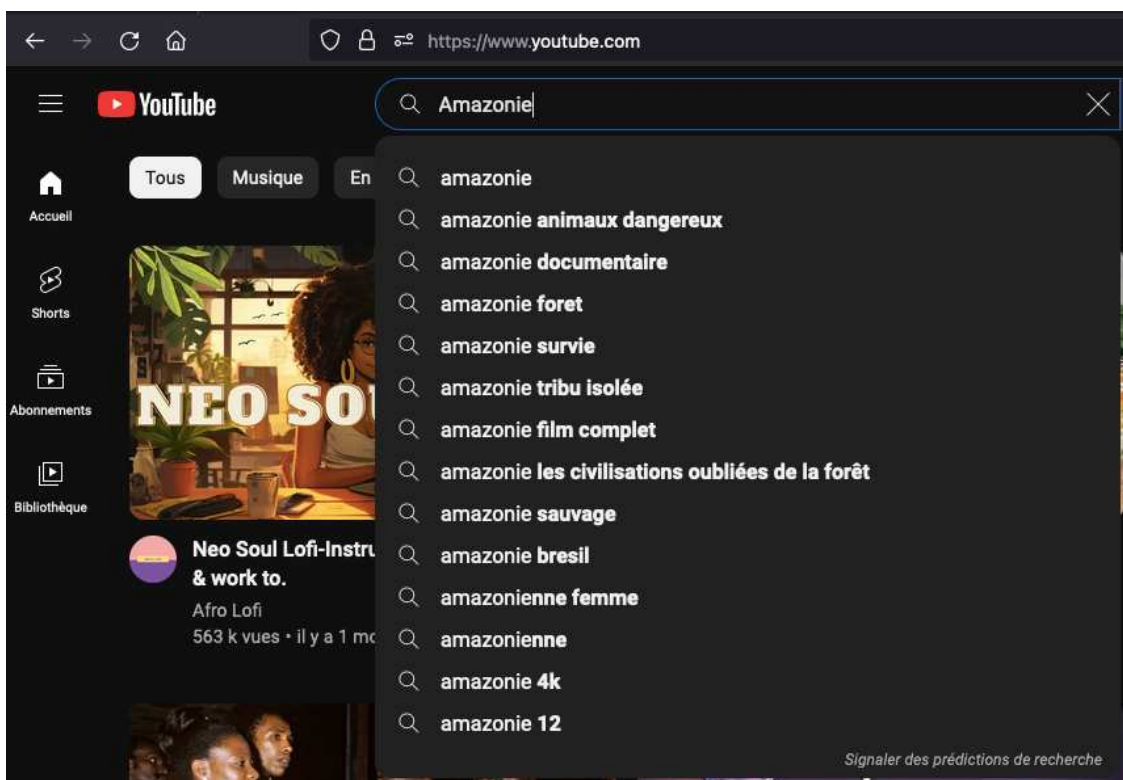 https://www.youtube.com
YouTube
Amazonie
Tous
Musique
En
Accueil
Shorts
Abonnements
Bibliothèque
amazonie
amazonie animaux dangereux
amazonie documentaire
amazonie foret
amazonie survie
amazonie tribu isolée
amazonie film complet
amazonie les civilisations oubliées de la forêt
amazonie sauvage
amazonie bresil
amazonienne femme
amazonienne
amazonie 4k
amazonie 12
Signaler des prédictions de recherche
NEO SOU
Neo Soul Lofi-Instru
& work to.
Afro Lofi
563 k vues • il y a 1 mo